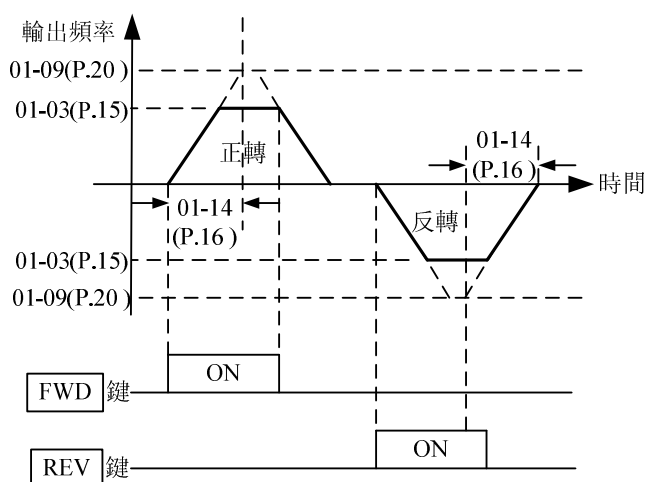 輸出頻率
01-09(P.20)
01-03(P.15)
正轉
01-14
(P.16)
時間
01-14
(P.16)
反轉
01-03(P.15)
01-09(P.20)
ON
FWD 鍵
ON
REV 鍵